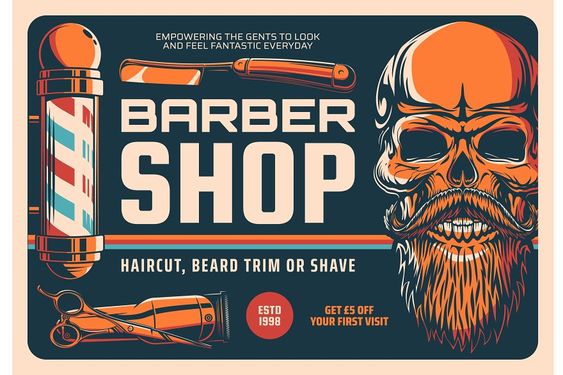 EMPOWERING THE GENTS TO LOOK
AND FEEL FANTASTIC EVERYDAY
BARBER
SHOP
HAIRCUT, BEARD TRIM OR SHAVE
ESTD
1998
GET £5 OFF
YOUR FIRST VISIT